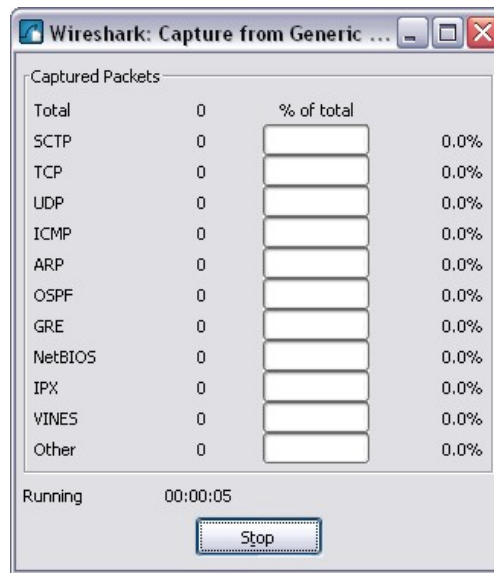 Wireshark: Capture from Generic ...
Captured Packets
Total 0 % of total
SCTP 0 0.0%
TCP 0 0.0%
UDP 0 0.0%
ICMP 0 0.0%
ARP 0 0.0%
OSPF 0 0.0%
GRE 0 0.0%
NetBIOS 0 0.0%
IPX 0 0.0%
VINES 0 0.0%
Other 0 0.0%
Running 00:00:05
Stop